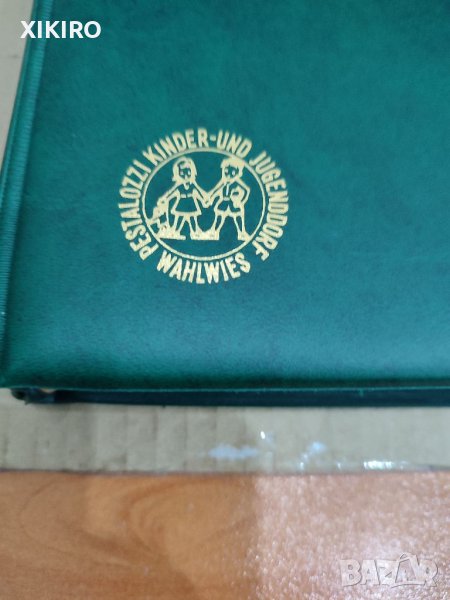 XIKIRO
PESTALOZZI KINDER-UND JUGENDDORF
WAHLWIES
BAZAR